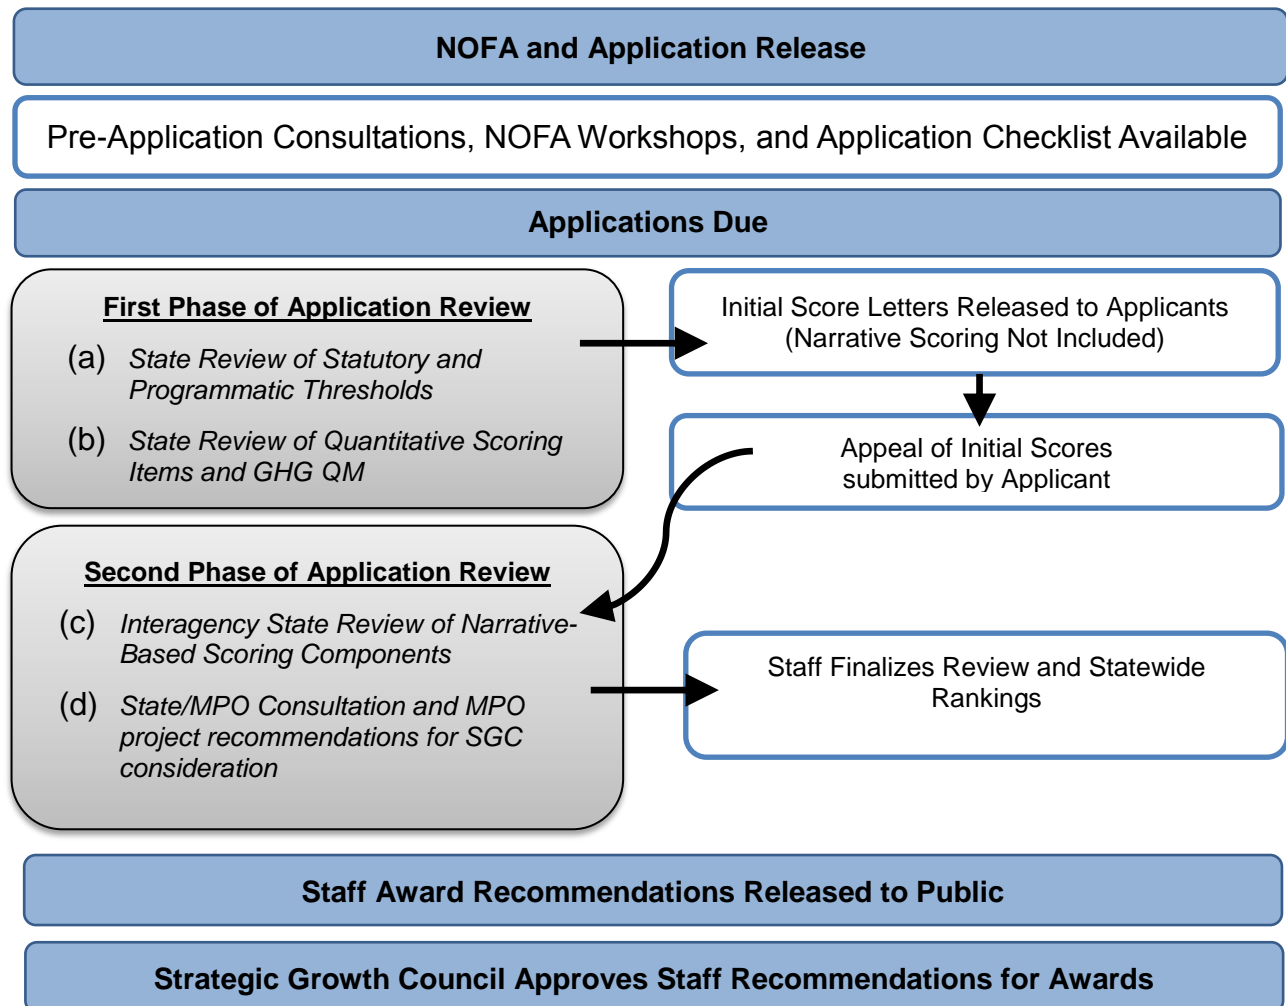 NOFA and Application Release
Pre-Application Consultations, NOFA Workshops, and Application Checklist Available
Applications Due
First Phase of Application Review
(a) State Review of Statutory and
Programmatic Thresholds
(b) State Review of Quantitative Scoring
Items and GHG QM
Initial Score Letters Released to Applicants
(Narrative Scoring Not Included)
Appeal of Initial Scores
submitted by Applicant
Second Phase of Application Review
(c) Interagency State Review of Narrative-
Based Scoring Components
(d) State/MPO Consultation and MPO
project recommendations for SGC
consideration
Staff Finalizes Review and Statewide
Rankings
Staff Award Recommendations Released to Public
Strategic Growth Council Approves Staff Recommendations for Awards